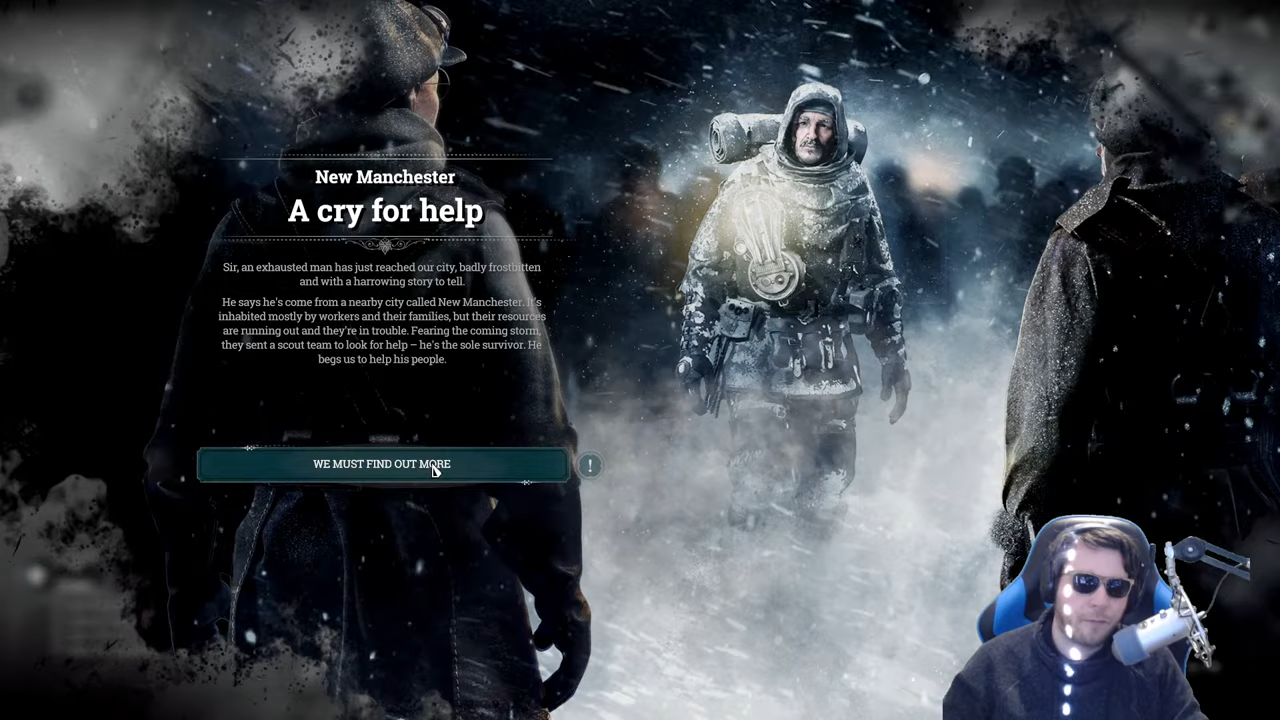 New Manchester
A cry for help
Sir, an exhausted man has just reached our city, badly frostbitten
and with a harrowing story to tell.
He says he's come from a nearby city called New Manchester. It's
inhabited mostly by workers and their families, but their resources
are running out and they're in trouble. Fearing the coming storm,
they sent a scout team to look for help – he's the sole survivor. He
begs us to help his people.
WE MUST FIND OUT MORE
!